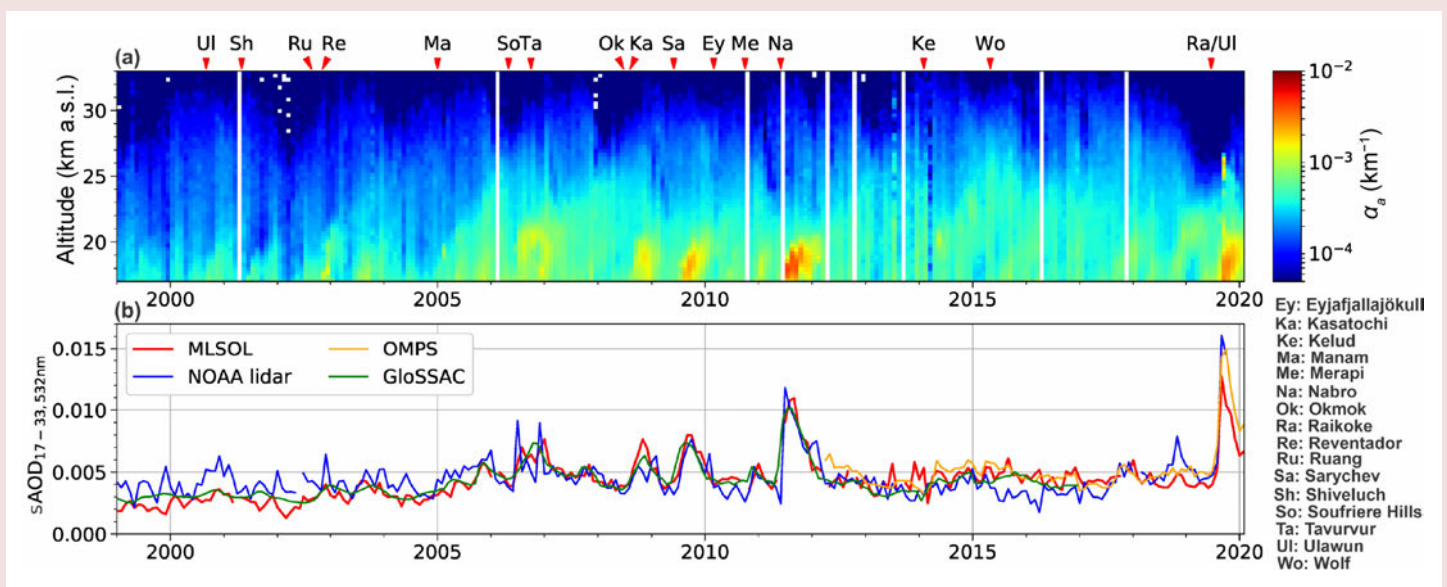 Ul Sh Ru Re Ma SoTa Ok Ka Sa Ey Me Na Ke Wo Ra/Ul
(a)
Altitude (km a.s.l.)
30
25
20
2000 2005 2010 2015 2020
10⁻²
10⁻³
10⁻⁴
αₐ (km⁻¹)
(b)
SAOD₁₇₋₃₃,₅₃₂ₙₘ
0.015
0.010
0.005
0.000
MLSOL OMPS
NOAA lidar GloSSAC
2000 2005 2010 2015 2020
Ey: Eyjafjallajökull
Ka: Kasatochi
Ke: Kelud
Ma: Manam
Me: Merapi
Na: Nabro
Ok: Okmok
Ra: Raikoke
Re: Reventador
Ru: Ruang
Sa: Sarychev
Sh: Shiveluch
So: Soufriere Hills
Ta: Tavurvur
Ul: Ulawun
Wo: Wolf